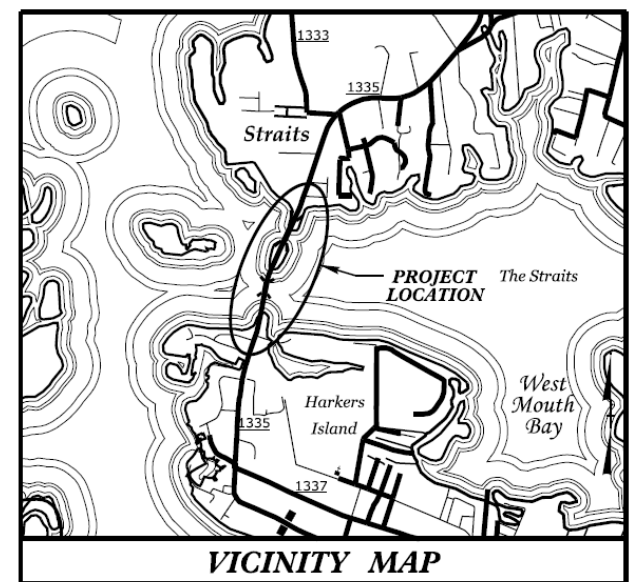 1333
1335
Straits
PROJECT
LOCATION
The Straits
West
Mouth
Bay
Harkers
Island
1335
1337
VICINITY MAP